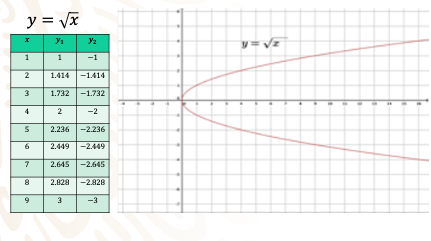 y = √x
x y₁ y₂
1 1 −1
2 1.414 −1.414
3 1.732 −1.732
4 2 −2
5 2.236 −2.236
6 2.449 −2.449
7 2.645 −2.645
8 2.828 −2.828
9 3 −3
y = √x